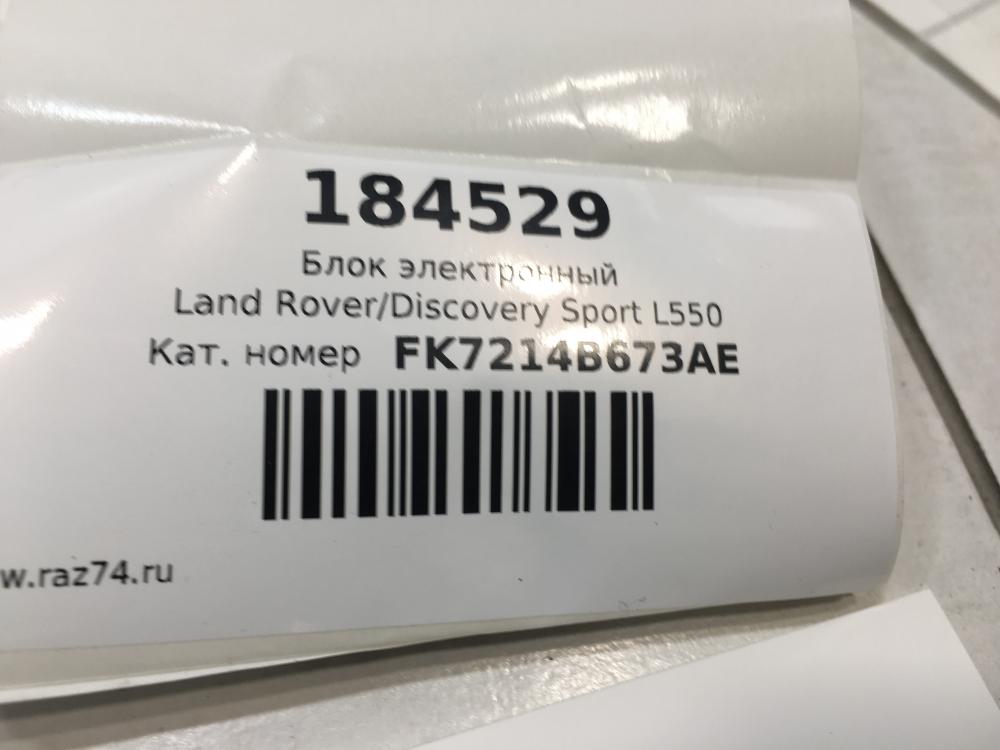 184529
Блок электронный
Land Rover/Discovery Sport L550
Кат. номер FK7214B673AE
w.raz74.ru